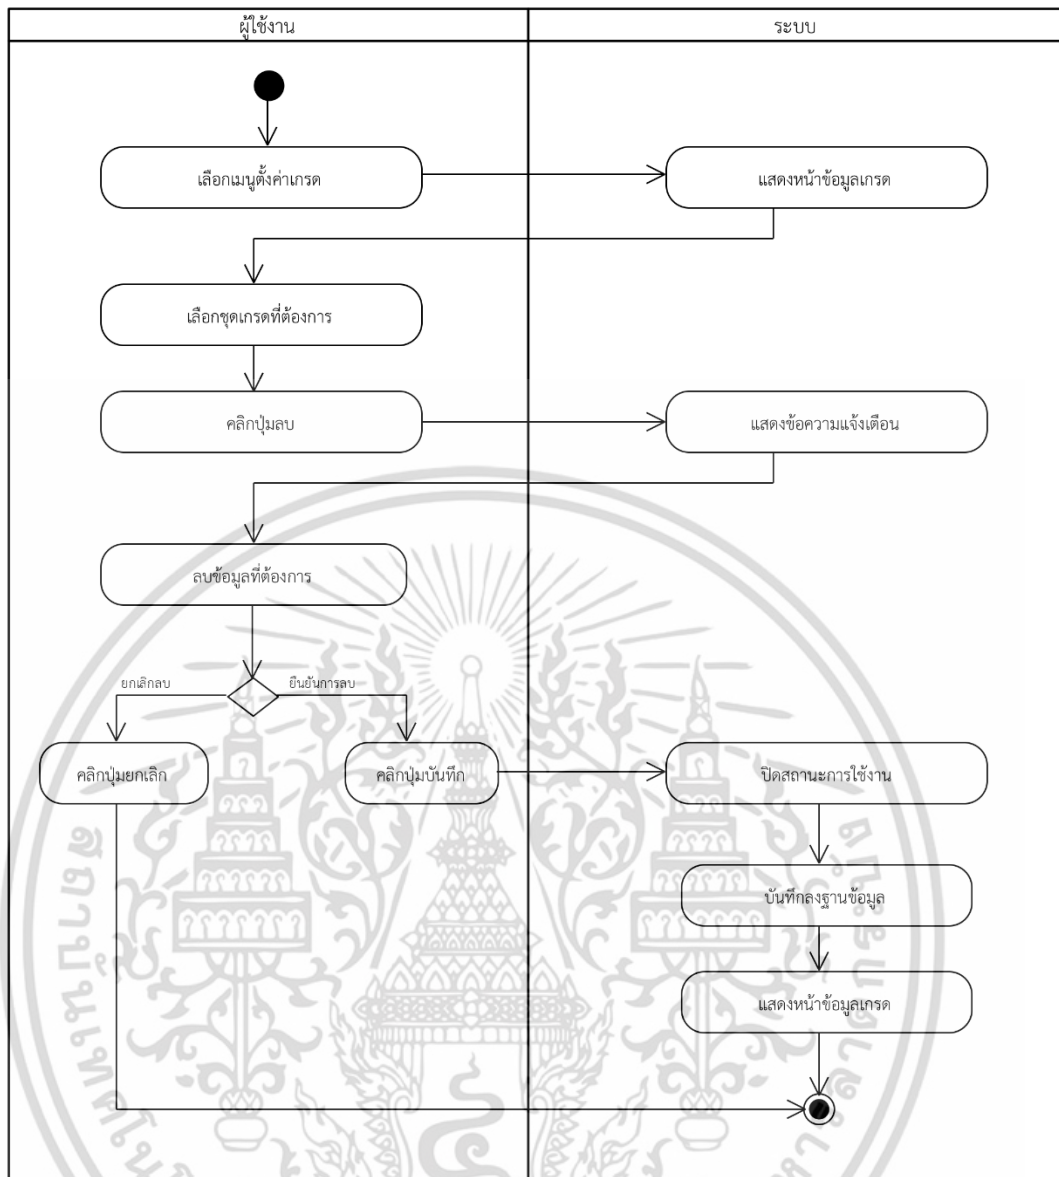 ผู้ใช้งาน
ระบบ
เลือกเมนูตั้งค่าเกรด
แสดงหน้าข้อมูลเกรด
เลือกชุดเกรดที่ต้องการ
คลิกปุ่มลบ
แสดงข้อความแจ้งเตือน
ลบข้อมูลที่ต้องการ
ยกเลิกลบ
ยืนยันการลบ
คลิกปุ่มยกเลิก
คลิกปุ่มบันทึก
ปิดสถานะการใช้งาน
บันทึกลงฐานข้อมูล
แสดงหน้าข้อมูลเกรด